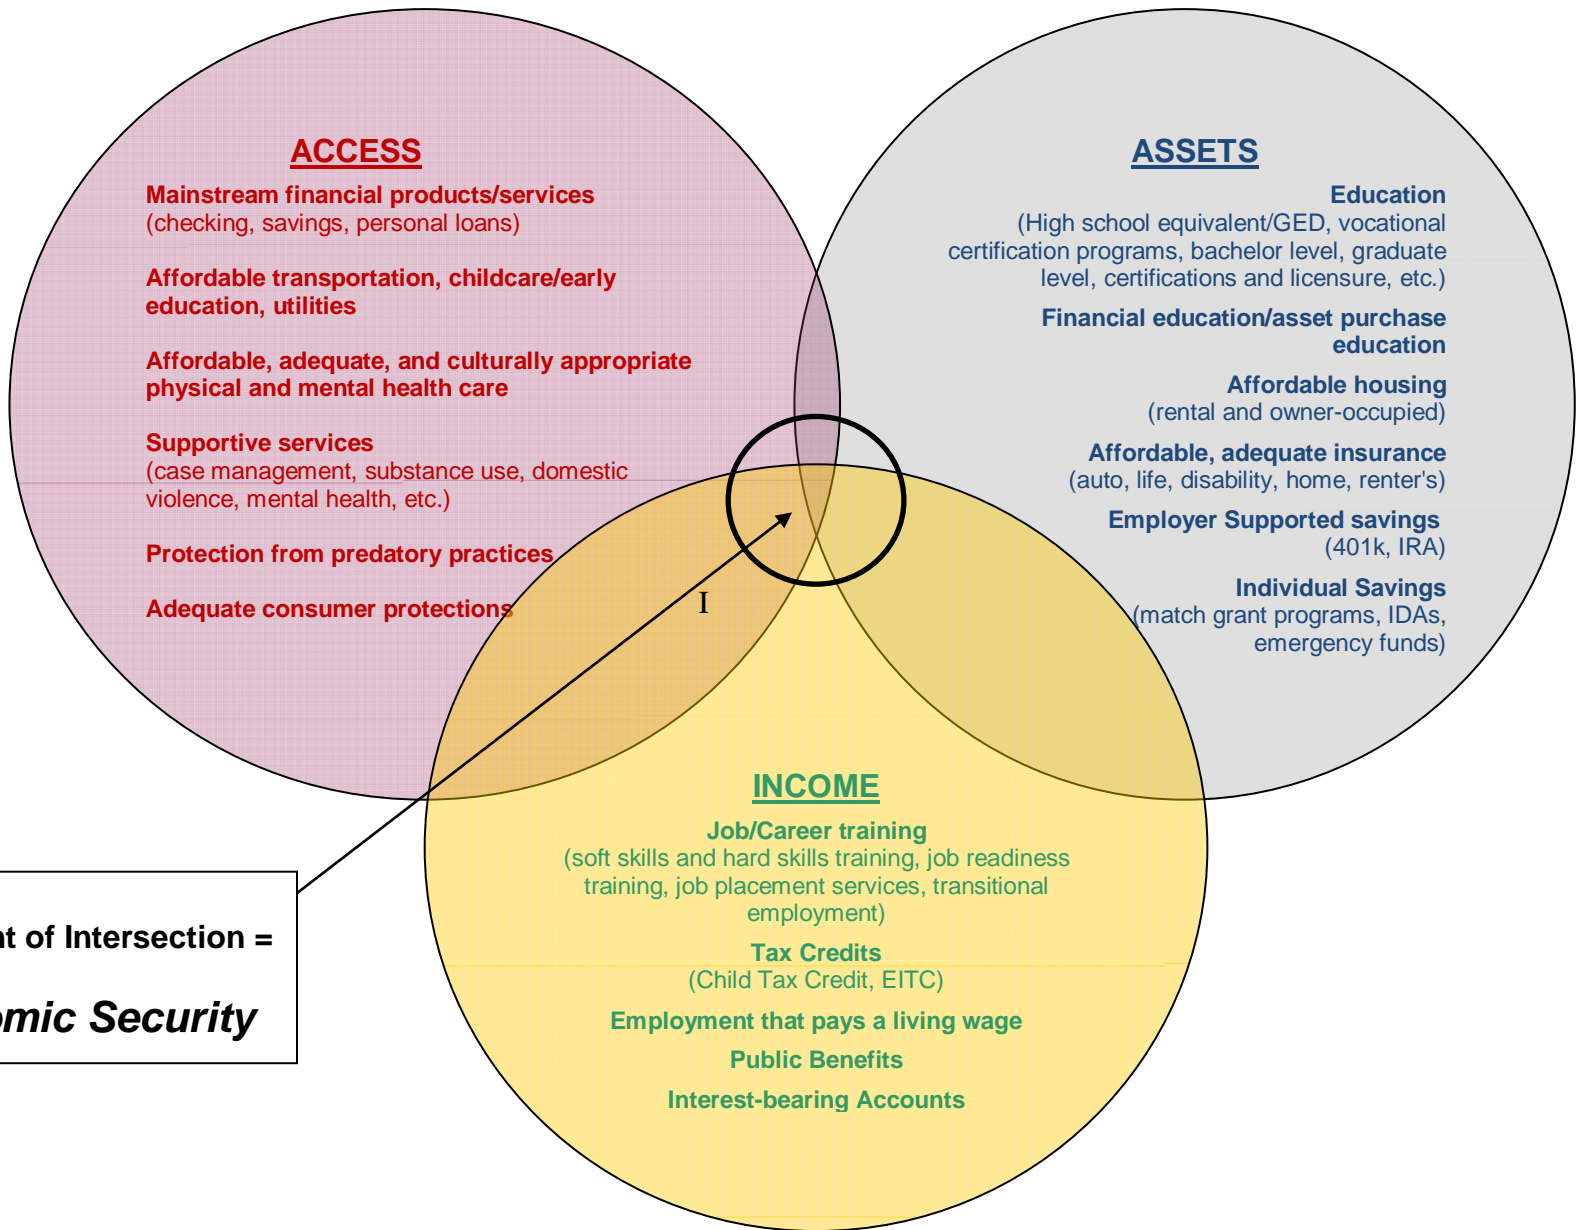 ACCESS
Mainstream financial products/services
(checking, savings, personal loans)
Affordable transportation, childcare/early
education, utilities
Affordable, adequate, and culturally appropriate
physical and mental health care
Supportive services
(case management, substance use, domestic
violence, mental health, etc.)
Protection from predatory practices
Adequate consumer protections
ASSETS
Education
(High school equivalent/GED, vocational
certification programs, bachelor level, graduate
level, certifications and licensure, etc.)
Financial education/asset purchase
education
Affordable housing
(rental and owner-occupied)
Affordable, adequate insurance
(auto, life, disability, home, renter's)
Employer Supported savings
(401k, IRA)
Individual Savings
(match grant programs, IDAs,
emergency funds)
I
INCOME
Job/Career training
(soft skills and hard skills training, job readiness
training, job placement services, transitional
employment)
Tax Credits
(Child Tax Credit, EITC)
Employment that pays a living wage
Public Benefits
Interest-bearing Accounts
nt of Intersection =
omic Security